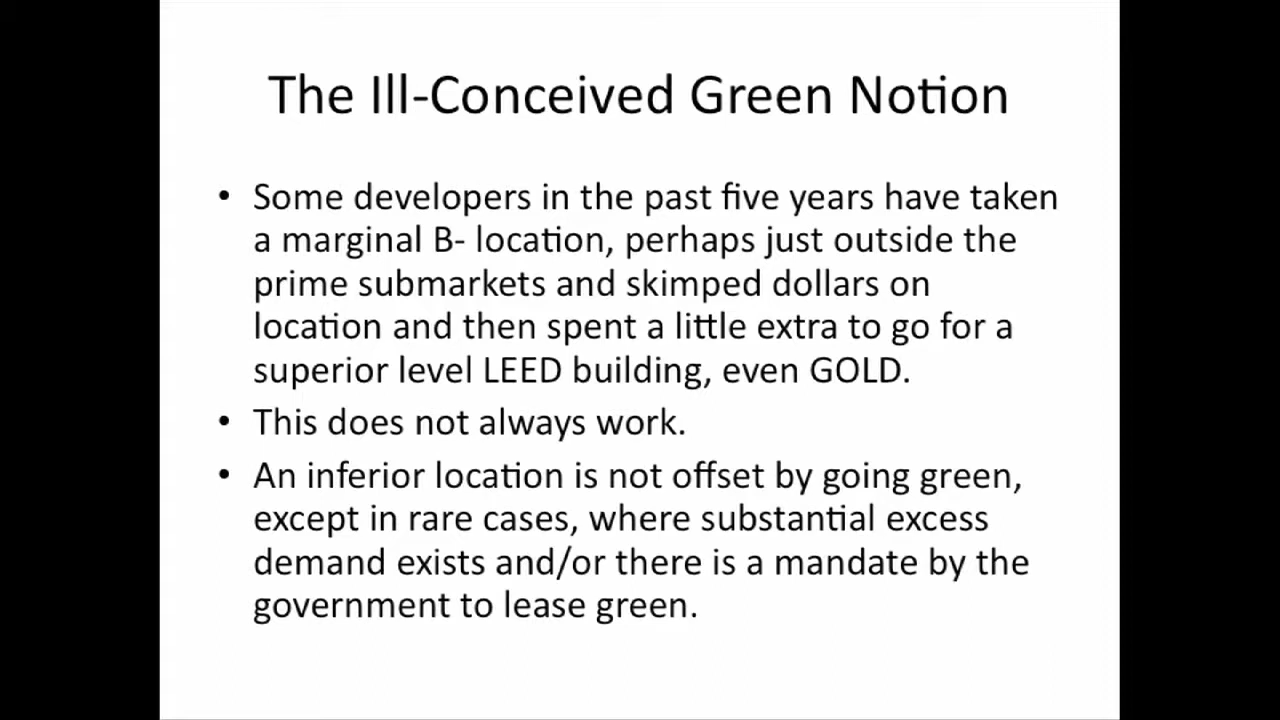 The Ill-Conceived Green Notion
• Some developers in the past five years have taken
a marginal B- location, perhaps just outside the
prime submarkets and skimped dollars on
location and then spent a little extra to go for a
superior level LEED building, even GOLD.
• This does not always work.
• An inferior location is not offset by going green,
except in rare cases, where substantial excess
demand exists and/or there is a mandate by the
government to lease green.